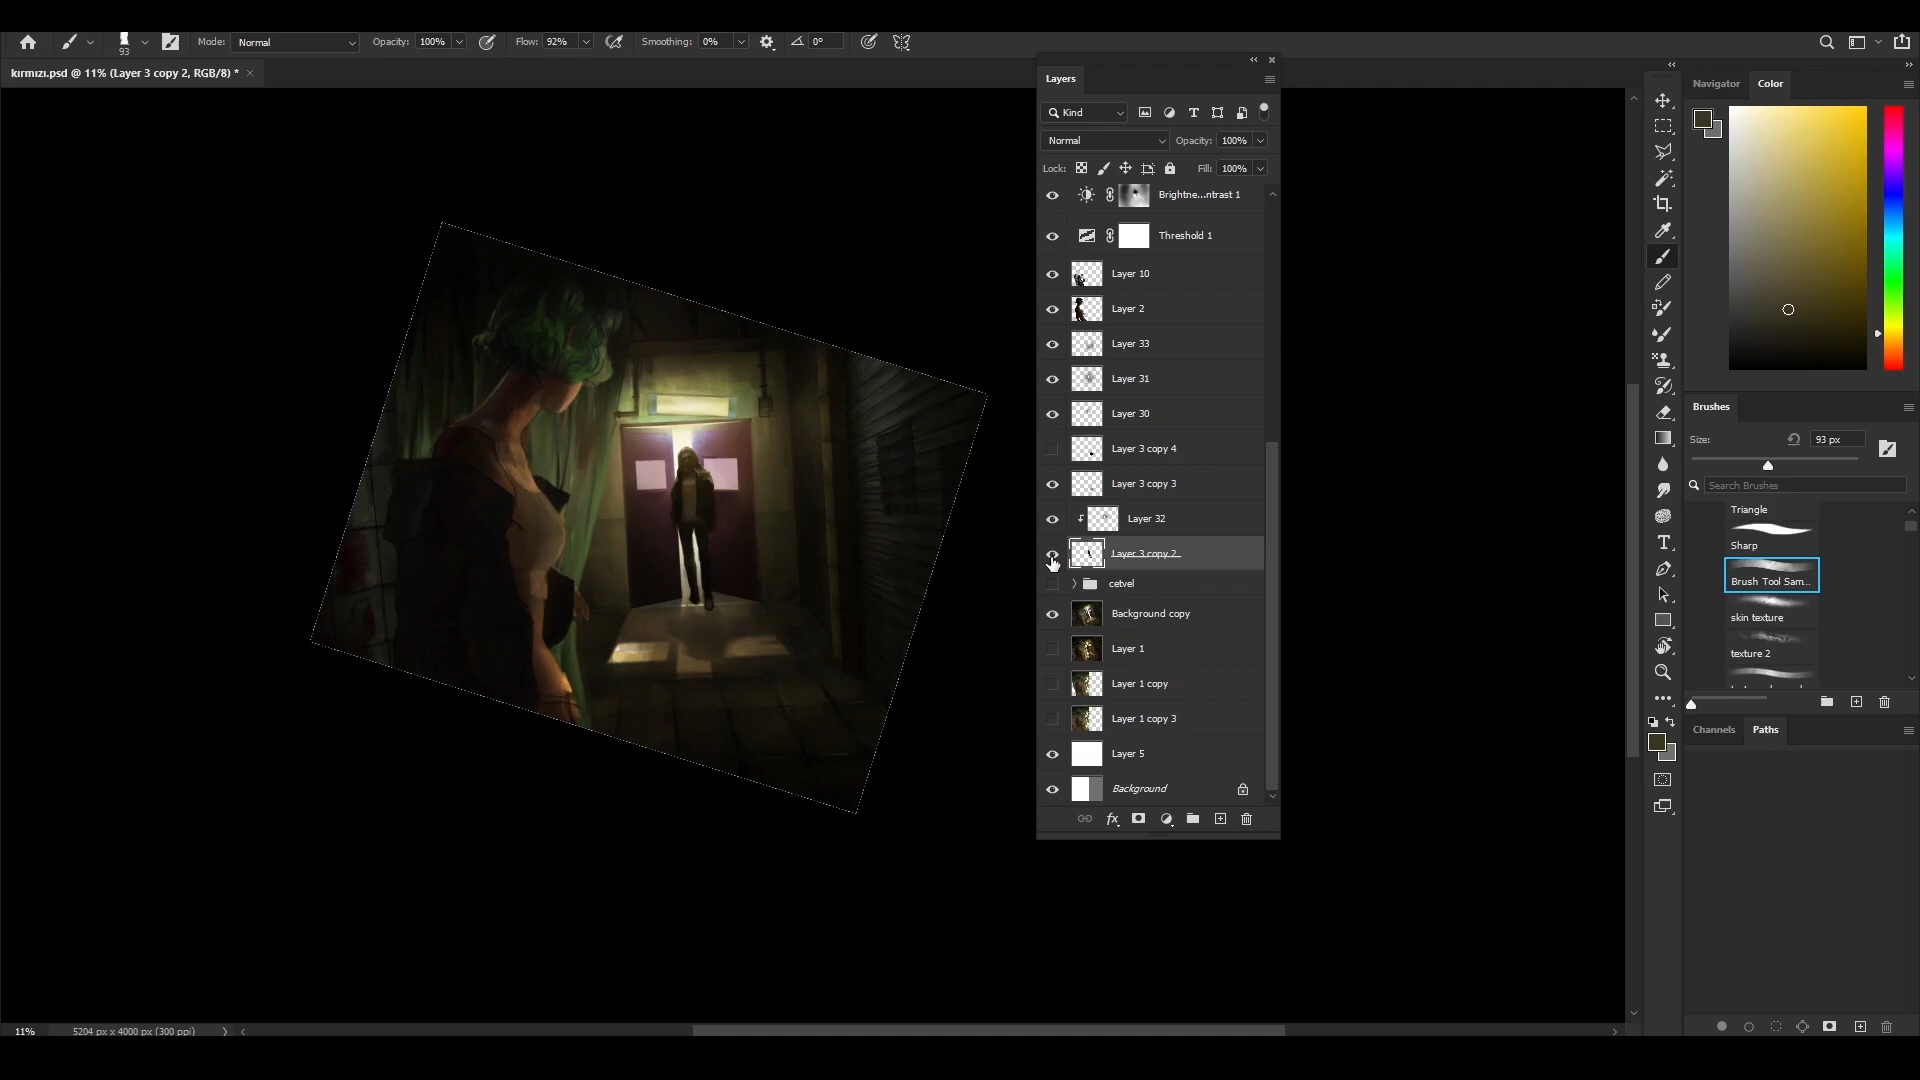 93
Mode: Normal
Opacity: 100%
Flow: 92%
Smoothing: 0%
0°
kırmızı.psd @ 11% (Layer 3 copy 2, RGB/8) *
Layers
Kind
Normal
Opacity: 100%
Lock:
Fill: 100%
Brightne...ntrast 1
Threshold 1
Layer 10
Layer 2
Layer 33
Layer 31
Layer 30
Layer 3 copy 4
Layer 3 copy 3
Layer 32
Layer 3 copy 2
cetvel
Background copy
Layer 1
Layer 1 copy
Layer 1 copy 3
Layer 5
Background
fx
Navigator
Color
Brushes
Size:
93 px
Search Brushes
Triangle
Sharp
Brush Tool Sam...
skin texture
texture 2
Channels
Paths
11%
5204 px x 4000 px (300 ppi)